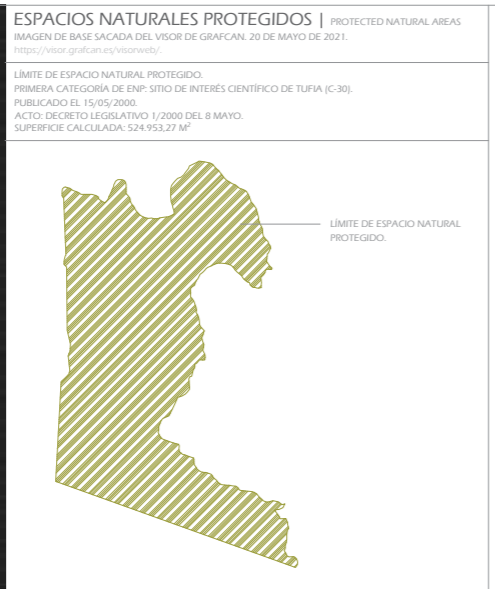 ESPACIOS NATURALES PROTEGIDOS | PROTECTED NATURAL AREAS
IMAGEN DE BASE SACADA DEL VISOR DE GRAFCAN. 20 DE MAYO DE 2021.
https://visor.grafcan.es/visorweb/.
LÍMITE DE ESPACIO NATURAL PROTEGIDO.
PRIMERA CATEGORÍA DE ENP: SITIO DE INTERÉS CIENTÍFICO DE TUFIA (C-30).
PUBLICADO EL 15/05/2000.
ACTO: DECRETO LEGISLATIVO 1/2000 DEL 8 MAYO.
SUPERFICIE CALCULADA: 524.953,27 M²
LÍMITE DE ESPACIO NATURAL
PROTEGIDO.